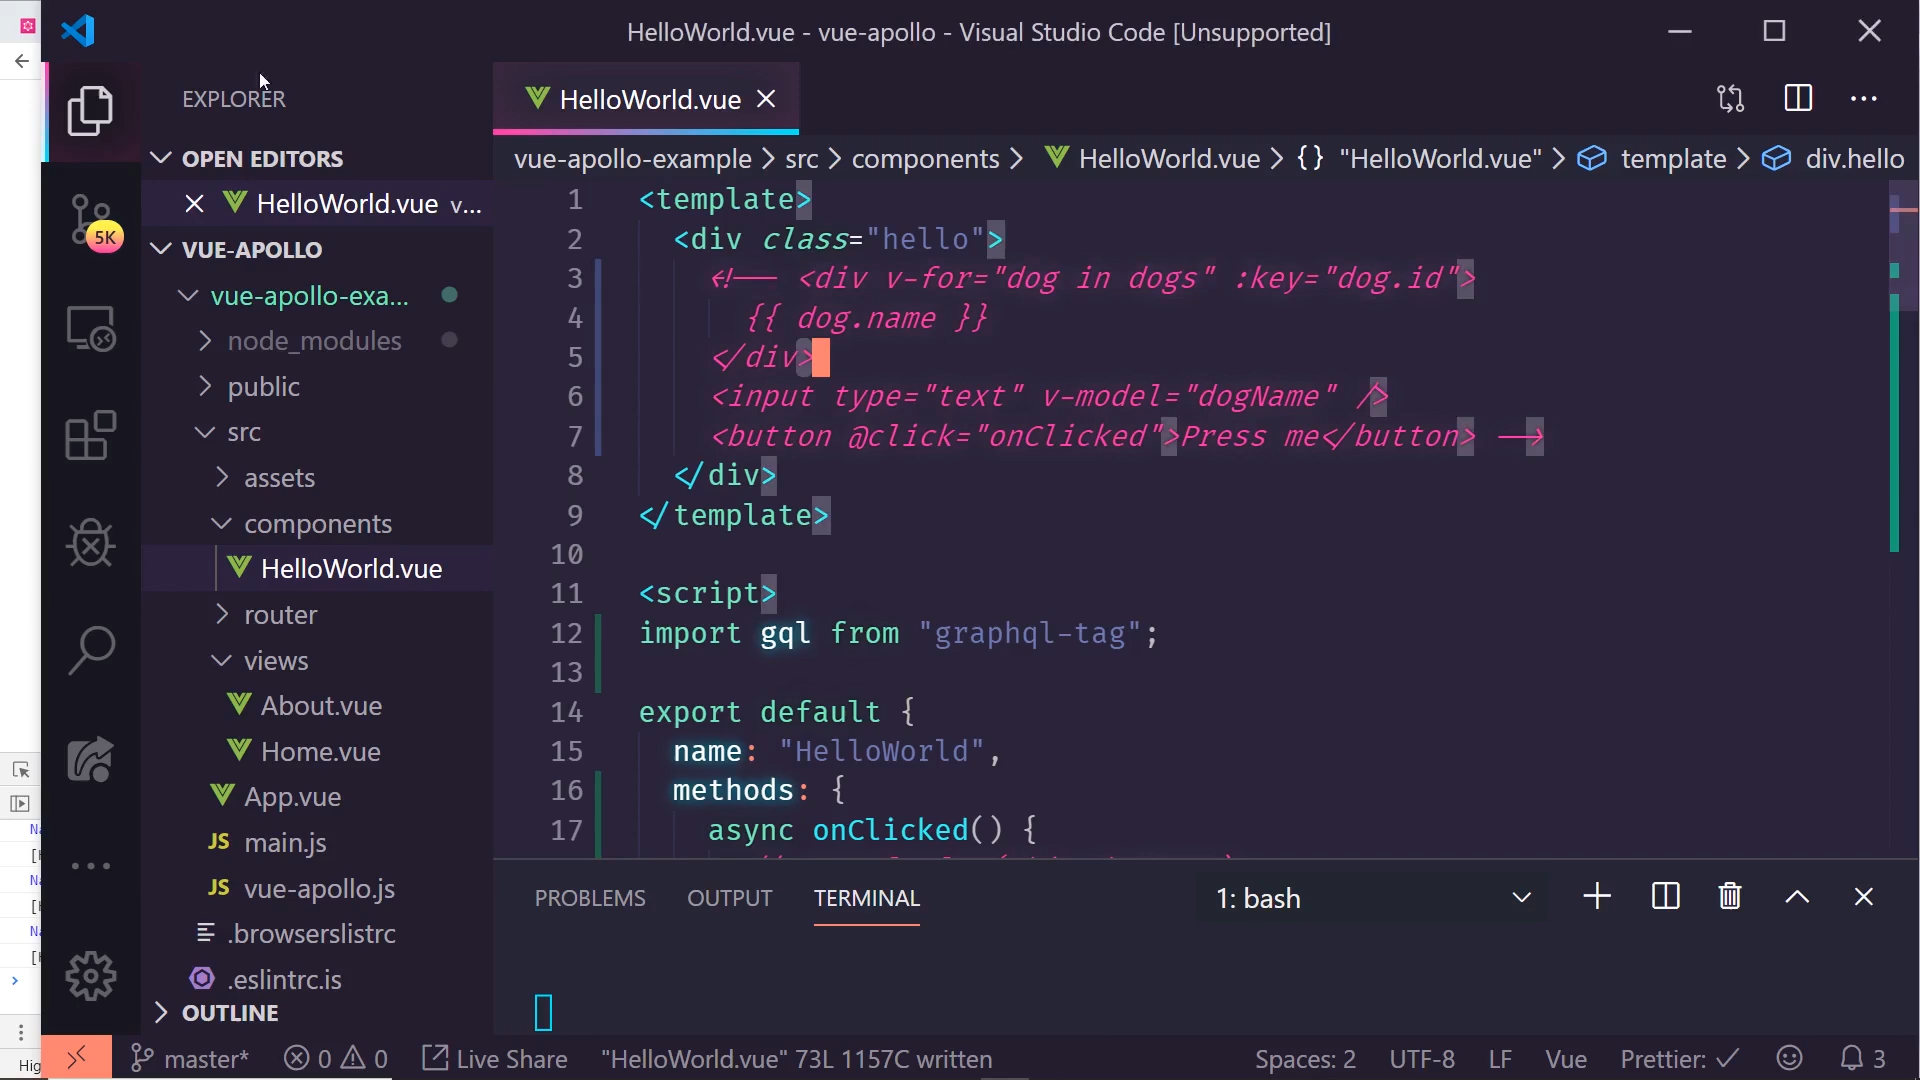 HelloWorld.vue - vue-apollo - Visual Studio Code [Unsupported]
EXPLORER
OPEN EDITORS
HelloWorld.vue v...
5K
VUE-APOLLO
vue-apollo-exa...
node_modules
public
src
assets
components
HelloWorld.vue
router
views
About.vue
Home.vue
App.vue
JS main.js
JS vue-apollo.js
.browserslistrc
.eslintrc.js
OUTLINE
HelloWorld.vue
vue-apollo-example > src > components > HelloWorld.vue > {} "HelloWorld.vue" > template > div.hello
1 <template>
2 <div class="hello">
3 <!-- <div v-for="dog in dogs" :key="dog.id">
4 {{ dog.name }}
5 </div>
6 <input type="text" v-model="dogName" />
7 <button @click="onClicked">Press me</button> -->
8 </div>
9 </template>
10
11 <script>
12 import gql from "graphql-tag";
13
14 export default {
15 name: "HelloWorld",
16 methods: {
17 async onClicked() {
PROBLEMS OUTPUT TERMINAL 1: bash
master* 0 0 Live Share "HelloWorld.vue" 73L 1157C written Spaces: 2 UTF-8 LF Vue Prettier: ✓ 3